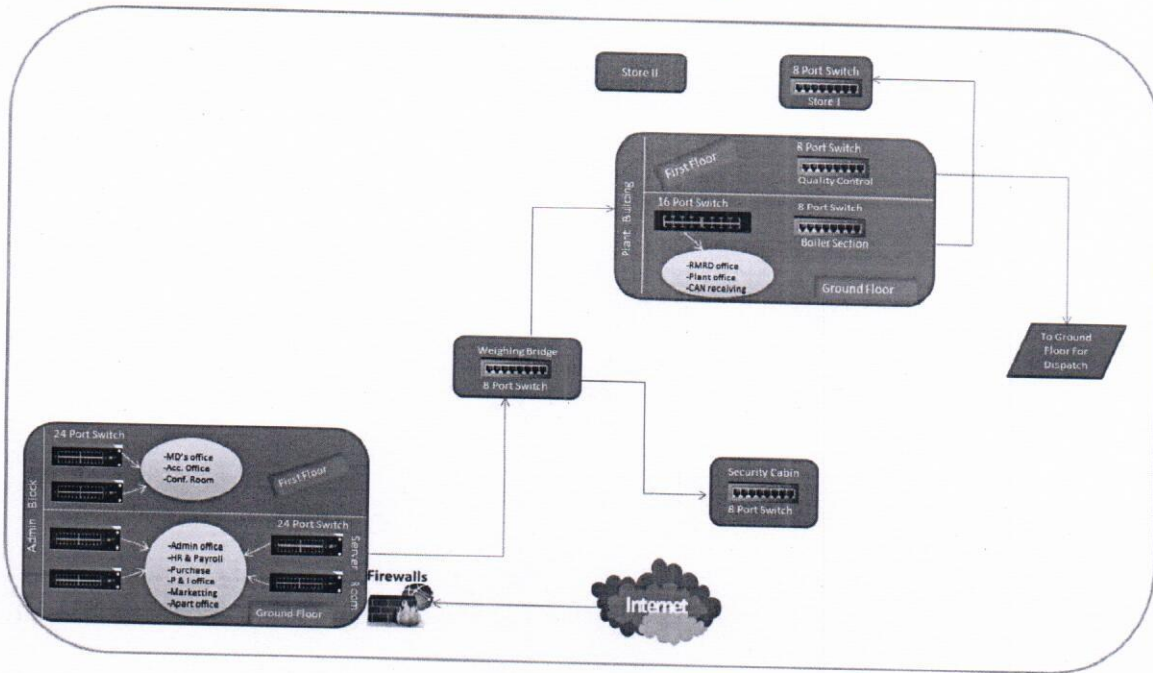 Store II
8 Port Switch
Store I
Plant Building
First Floor
8 Port Switch
Quality Control
16 Port Switch
8 Port Switch
Boiler Section
-RMRD office
-Plant office
-CAN receiving
Ground Floor
To Ground
Floor For
Dispatch
Weighing Bridge
8 Port Switch
Security Cabin
8 Port Switch
Admin Block
24 Port Switch
-MD's office
-Acc. Office
-Conf. Room
First Floor
24 Port Switch
-Admin office
-HR & Payroll
-Purchase
-P & I office
-Marketting
-Apart office
Server Room
Ground Floor
Firewalls
Internet